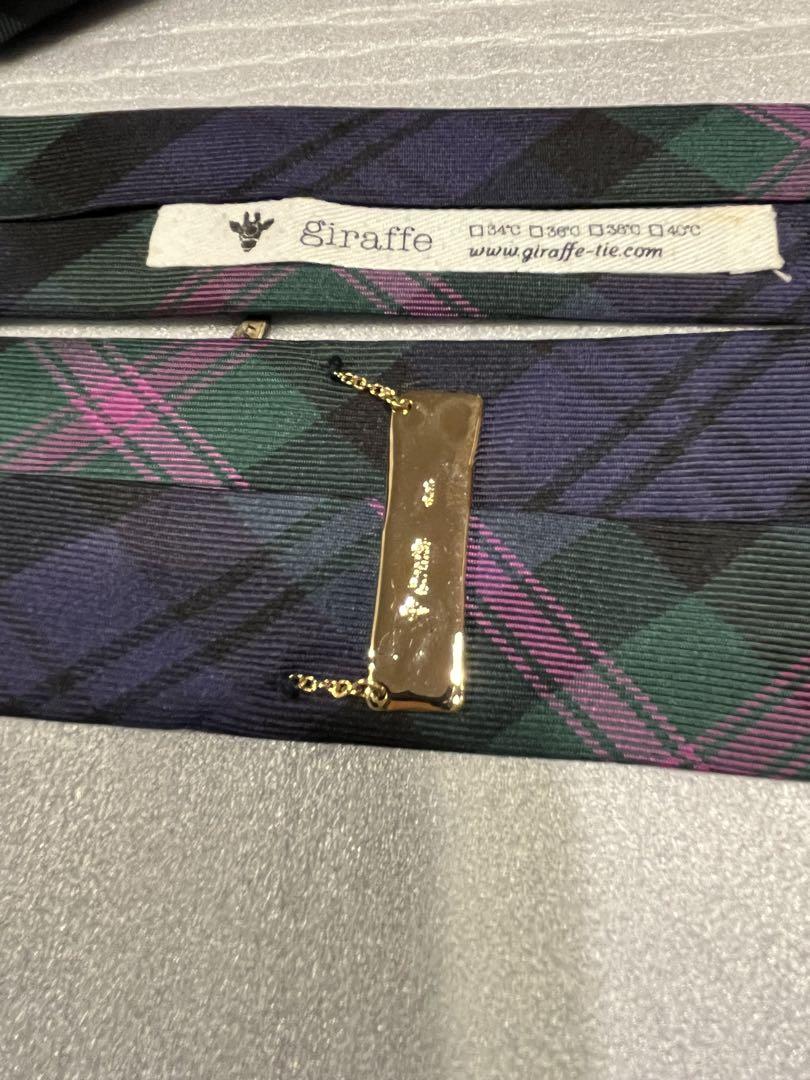 giraffe
□34℃ □36℃ □38℃ □40℃
www.giraffe-tie.com